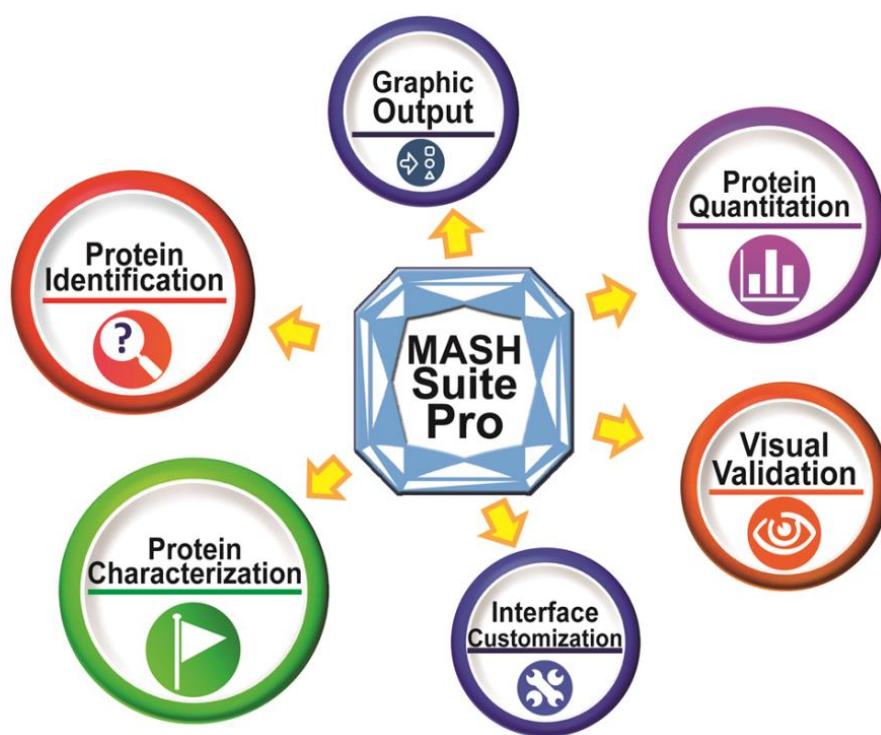 Graphic
Output
Protein
Quantitation
Protein
Identification
MASH
Suite
Pro
?
Visual
Validation
Protein
Characterization
Interface
Customization